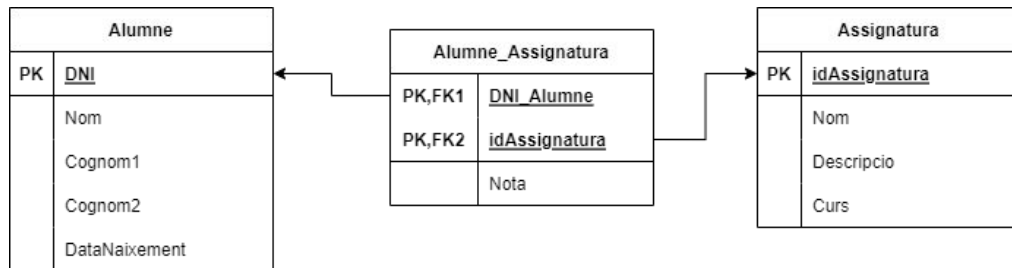 Alumne
PK DNI
Nom
Cognom1
Cognom2
DataNaixement
Alumne_Assignatura
PK,FK1 DNI_Alumne
PK,FK2 idAssignatura
Nota
Assignatura
PK idAssignatura
Nom
Descripcio
Curs